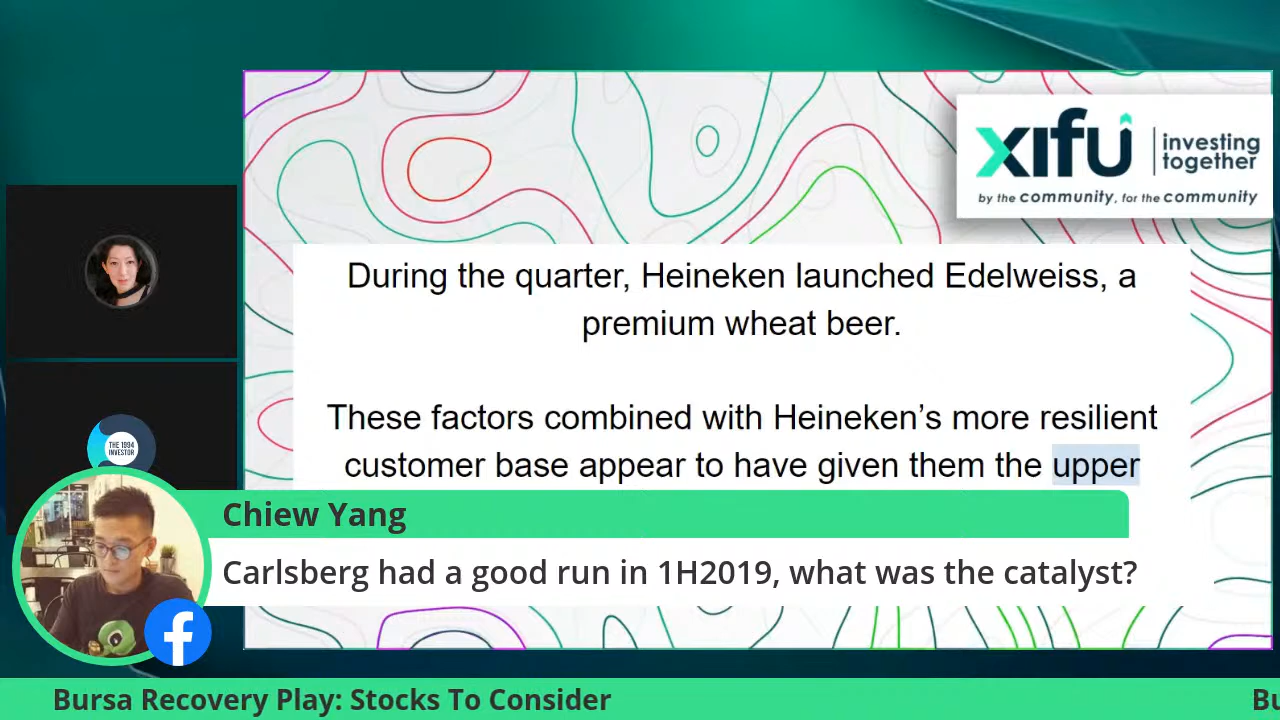 xifu
investing
together
by the community, for the community
During the quarter, Heineken launched Edelweiss, a
premium wheat beer.
These factors combined with Heineken’s more resilient
customer base appear to have given them the upper
THE 1994
INVESTOR
Chiew Yang
Carlsberg had a good run in 1H2019, what was the catalyst?
Bursa Recovery Play: Stocks To Consider
Bu